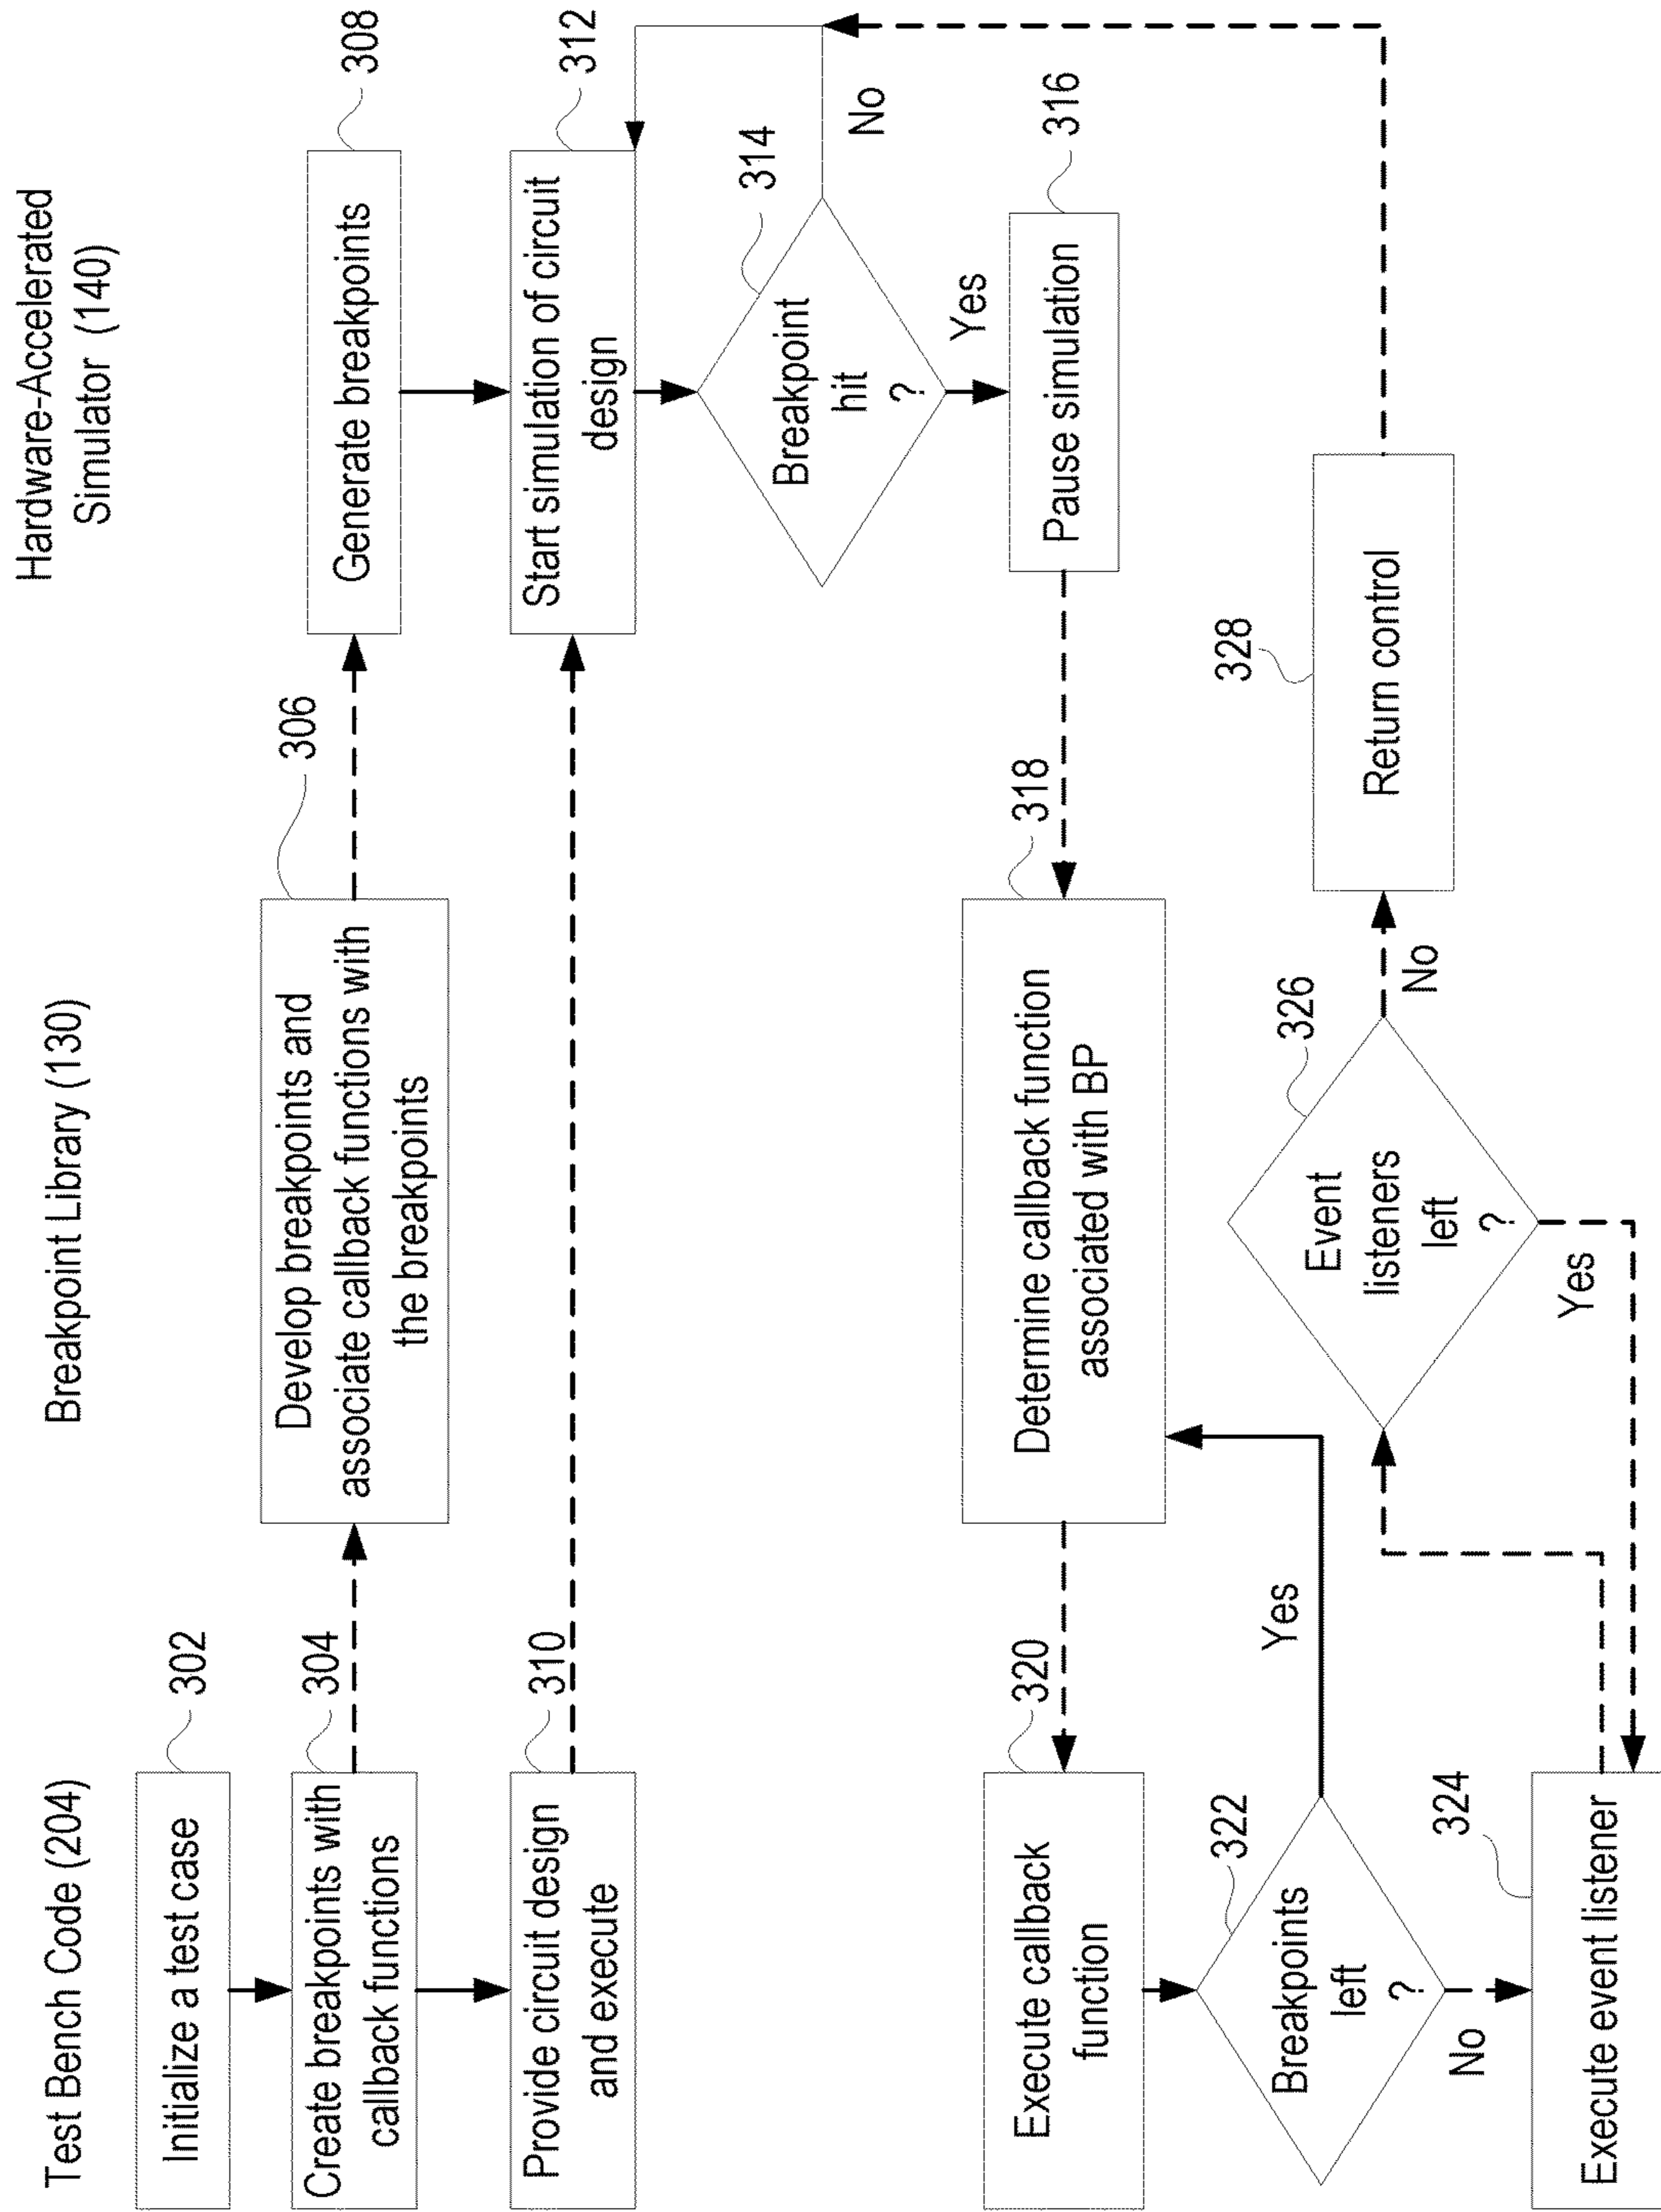 Test Bench Code (204)
Breakpoint Library (130)
Hardware-Accelerated
Simulator (140)
Initialize a test case
302
Create breakpoints with
callback functions
304
Develop breakpoints and
associate callback functions with
the breakpoints
306
Generate breakpoints
308
Provide circuit design
and execute
310
Start simulation of circuit
design
312
Breakpoint
hit
?
314
No
Yes
Pause simulation
316
Determine callback function
associated with BP
318
Execute callback
function
320
Breakpoints
left
?
322
Yes
No
Execute event listener
324
Event
listeners
left
?
326
No
Yes
Return control
328